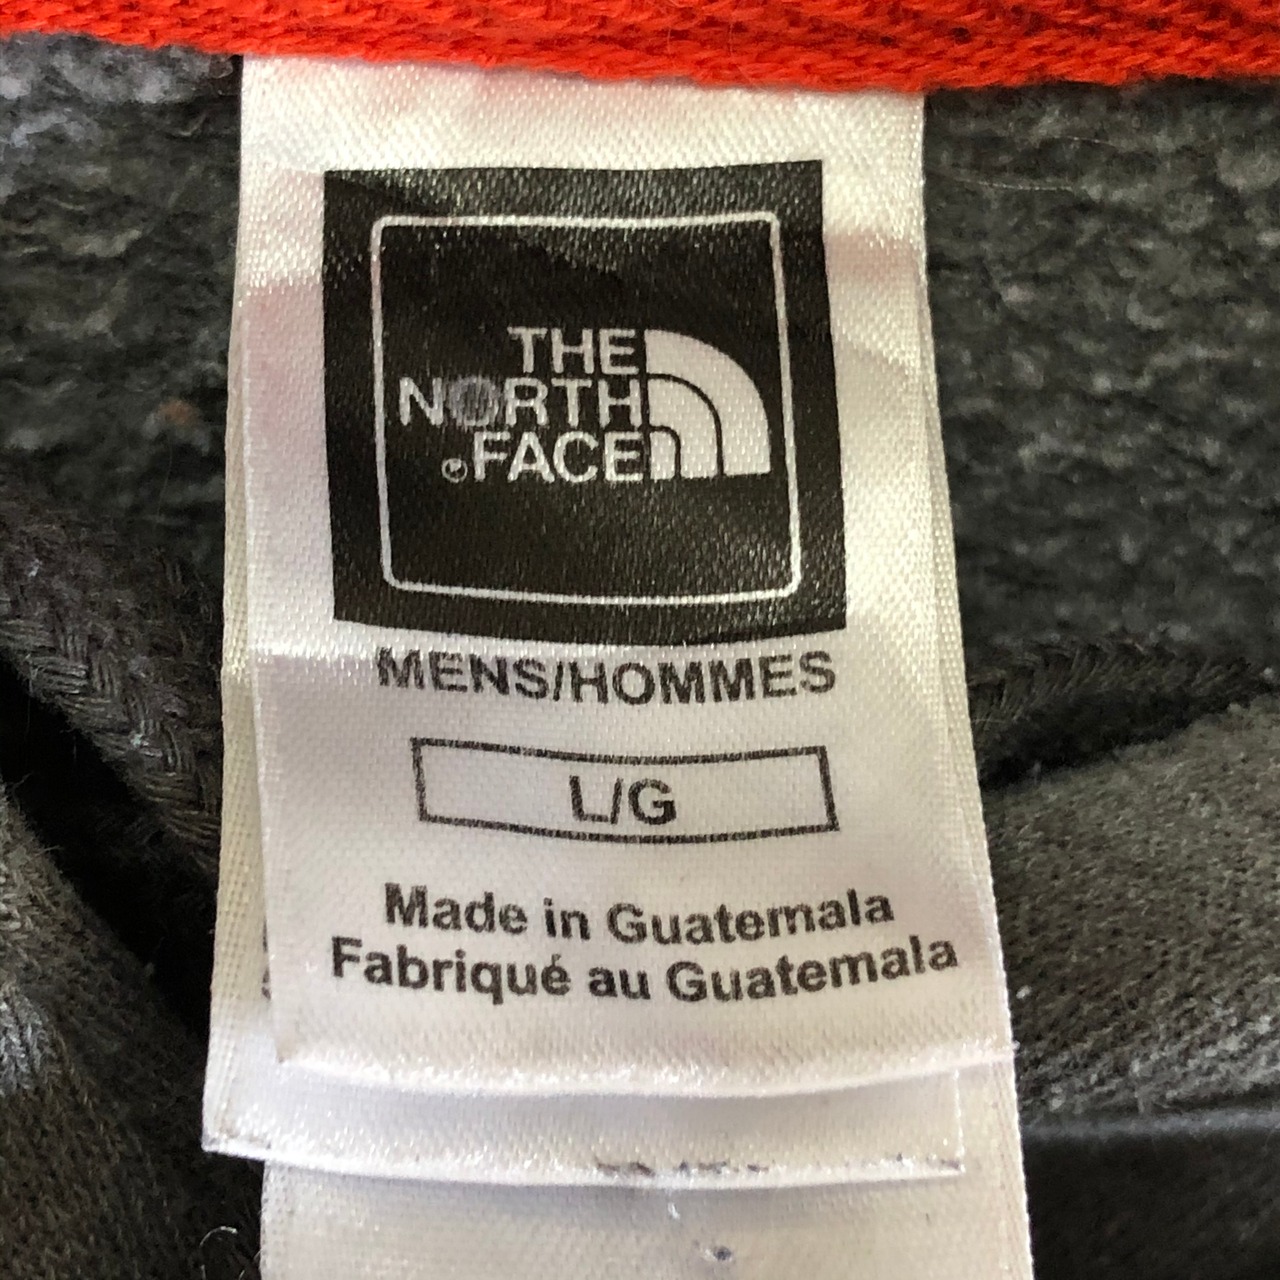 THE
NORTH
FACE
MENS/HOMMES
L/G
Made in Guatemala
Fabriqué au Guatemala